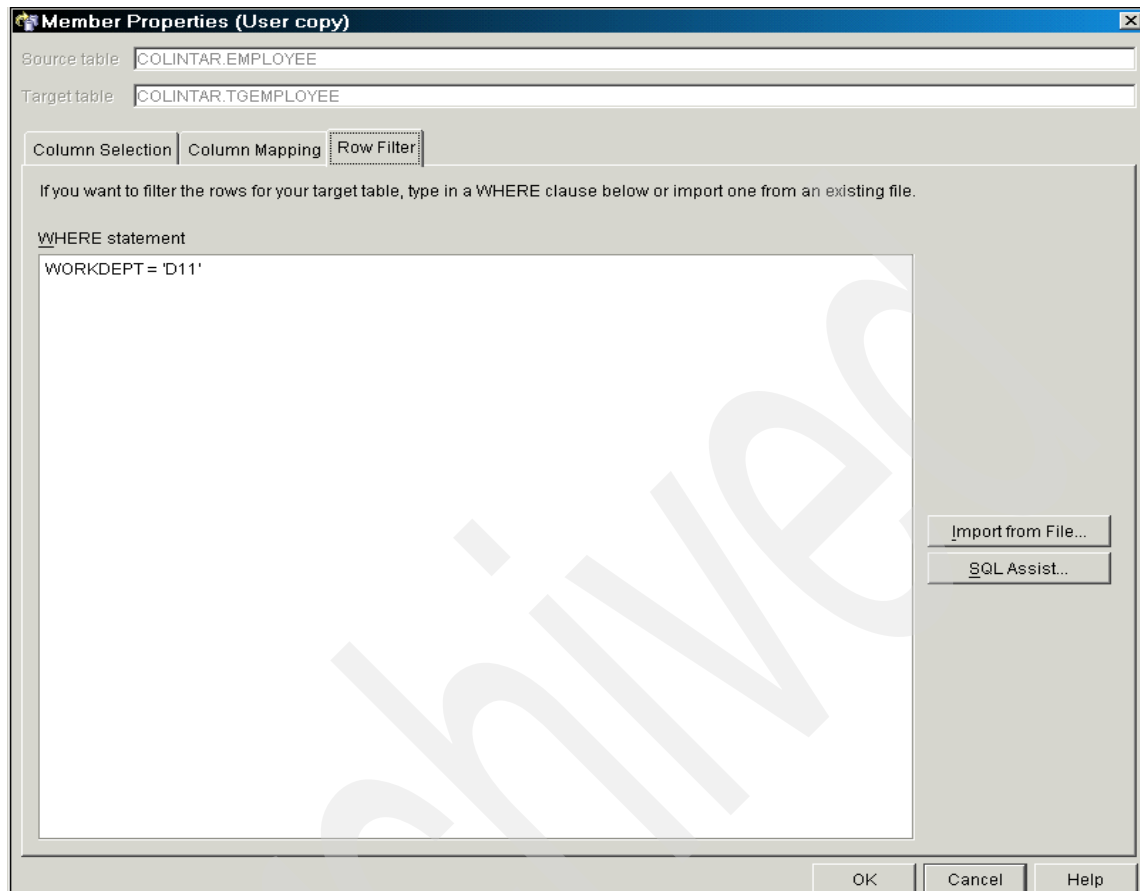 Member Properties (User copy)
Source table COLINTAR.EMPLOYEE
Target table COLINTAR.TGEMPLOYEE
Column Selection Column Mapping Row Filter
If you want to filter the rows for your target table, type in a WHERE clause below or import one from an existing file.
WHERE statement
WORKDEPT = 'D11'
Import from File...
SQL Assist...
OK Cancel Help